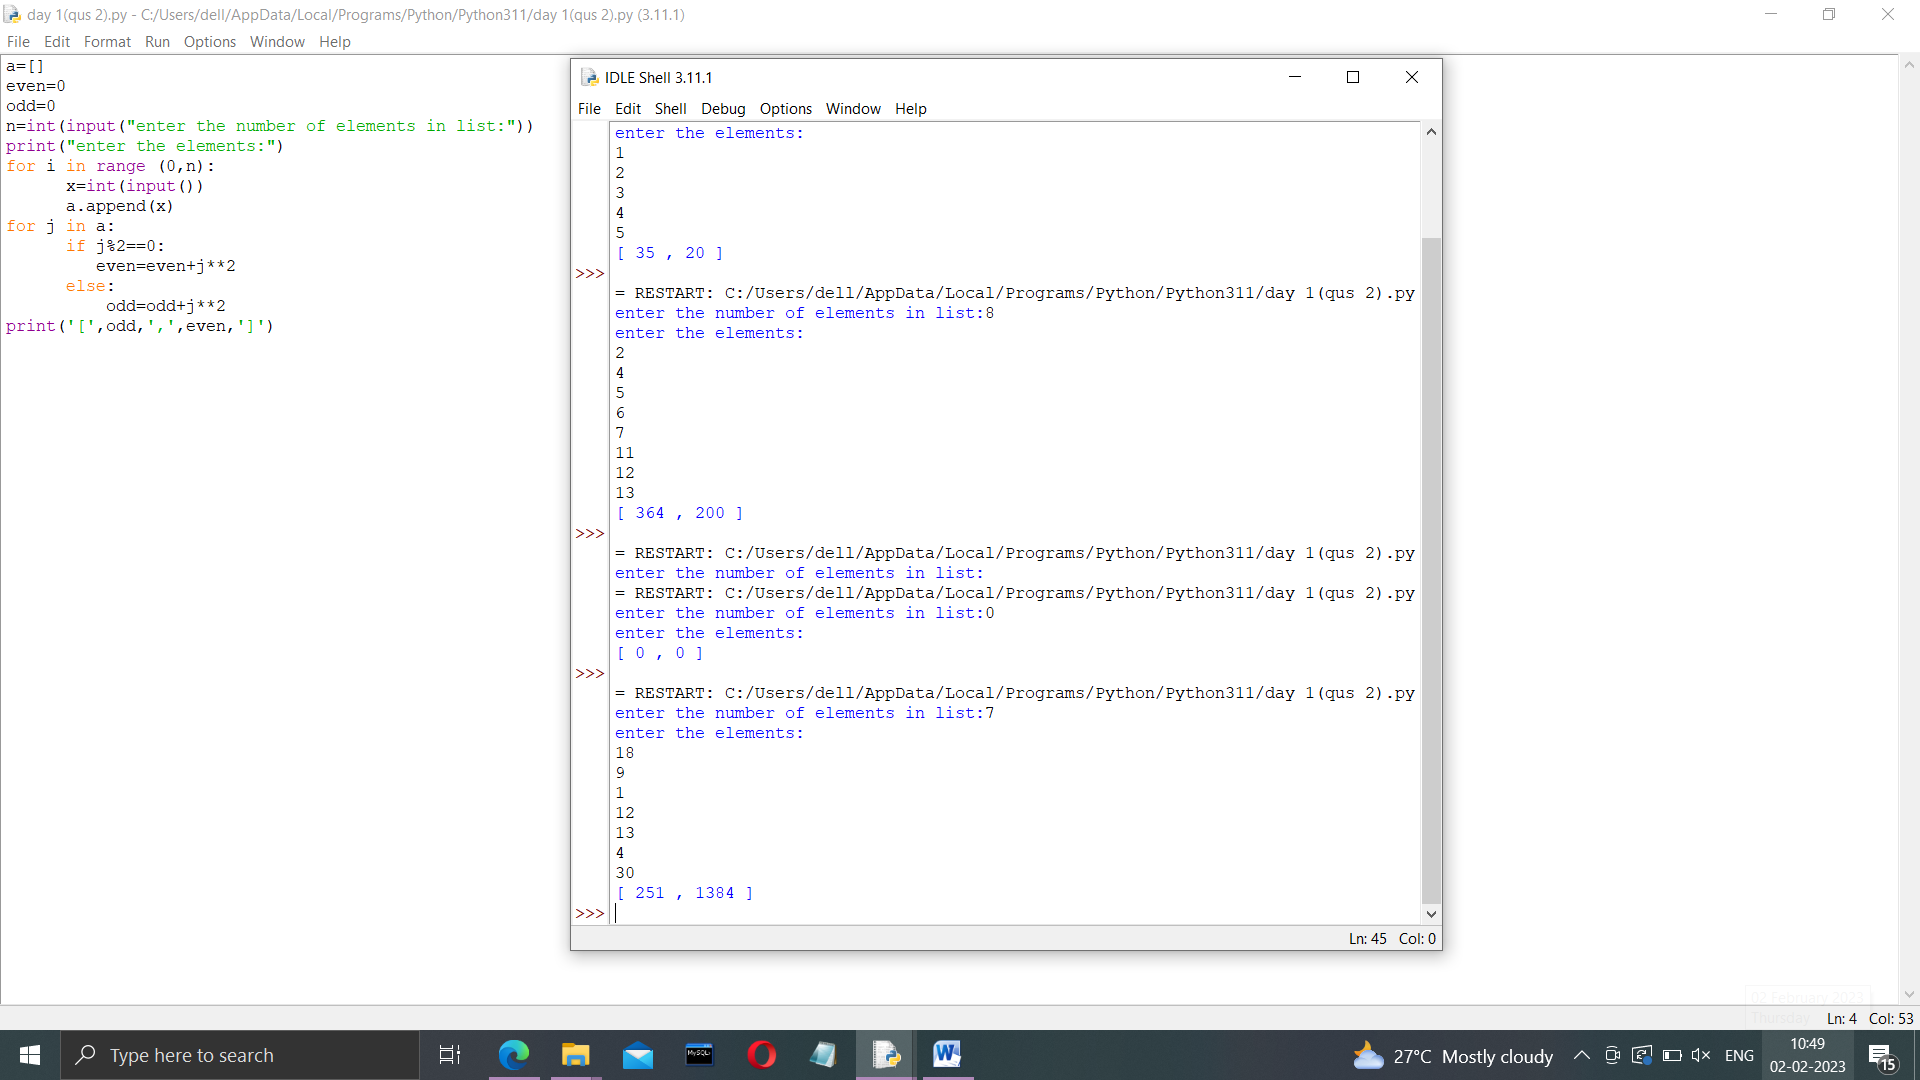 day 1(qus 2).py - C:/Users/dell/AppData/Local/Programs/Python/Python311/day 1(qus 2).py (3.11.1)
File Edit Format Run Options Window Help
a=[]
even=0
odd=0
n=int(input("enter the number of elements in list:"))
print("enter the elements:")
for i in range (0,n):
      x=int(input())
      a.append(x)
for j in a:
      if j%2==0:
         even=even+j**2
      else:
          odd=odd+j**2
print('[',odd,',',even,']')
IDLE Shell 3.11.1
File Edit Shell Debug Options Window Help
enter the elements:
1
2
3
4
5
[ 35 , 20 ]
>>>
= RESTART: C:/Users/dell/AppData/Local/Programs/Python/Python311/day 1(qus 2).py
enter the number of elements in list:8
enter the elements:
2
4
5
6
7
11
12
13
[ 364 , 200 ]
>>>
= RESTART: C:/Users/dell/AppData/Local/Programs/Python/Python311/day 1(qus 2).py
enter the number of elements in list:
= RESTART: C:/Users/dell/AppData/Local/Programs/Python/Python311/day 1(qus 2).py
enter the number of elements in list:0
enter the elements:
[ 0 , 0 ]
>>>
= RESTART: C:/Users/dell/AppData/Local/Programs/Python/Python311/day 1(qus 2).py
enter the number of elements in list:7
enter the elements:
18
9
1
12
13
4
30
[ 251 , 1384 ]
>>>
Ln: 45 Col: 0
02 February 2023
Thursday
Ln: 4 Col: 53
Type here to search
MySQL
27°C Mostly cloudy
ENG
10:49
02-02-2023
15